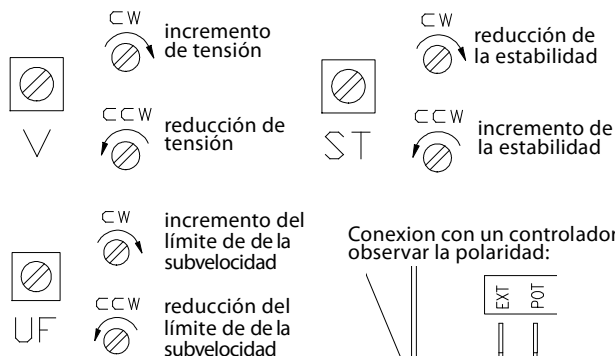 CW
incremento
de tensión
V
CCW
reducción de
tensión
CW
reducción de
la estabilidad
ST
CCW
incremento de
la estabilidad
CW
incremento del
límite de de la
subvelocidad
UF
CCW
reducción del
límite de de la
subvelocidad
Conexion con un controlador
observar la polaridad:
EXT
POT